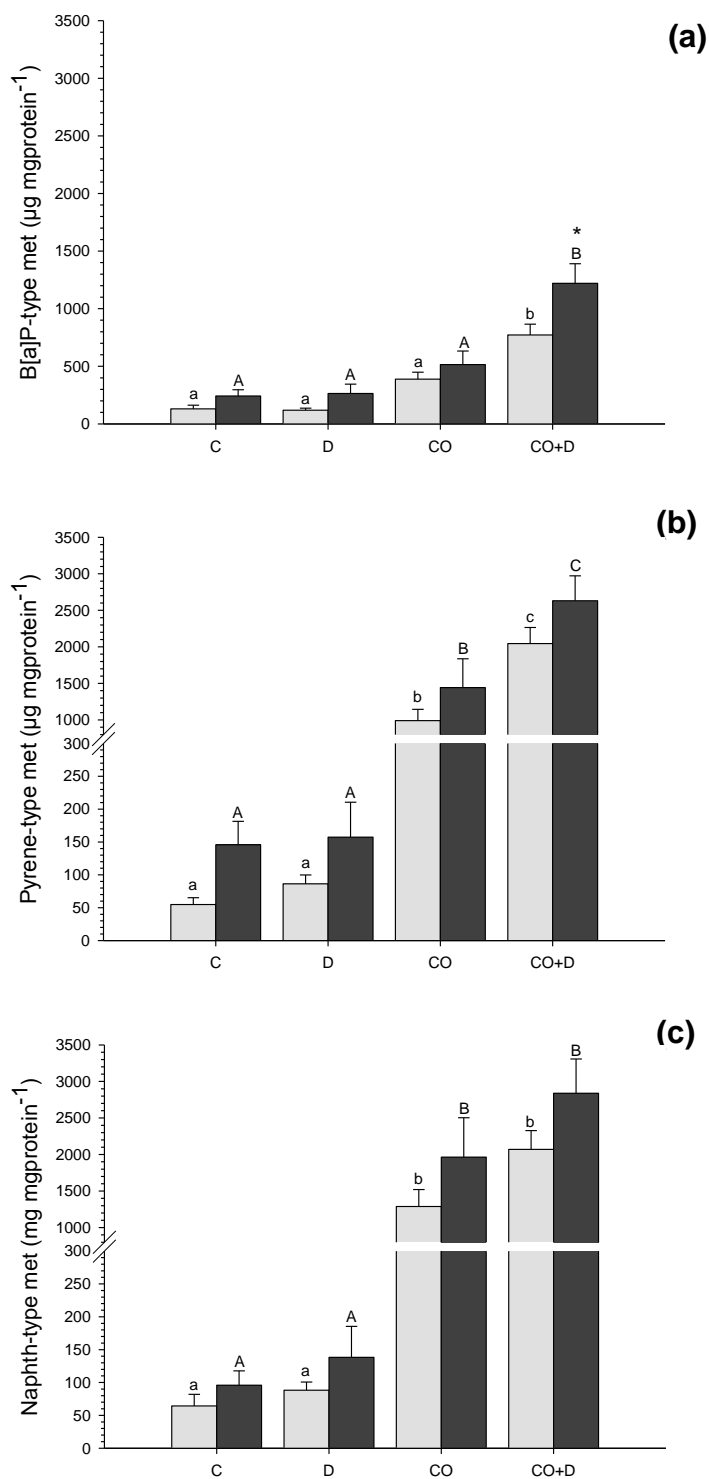 (a)
B[a]P-type met (µg mgprotein-1)
3500
3000
2500
2000
1500
1000
500
0
a A a A a A b B *
C D CO CO+D
(b)
Pyrene-type met (µg mgprotein-1)
3500
3000
2500
2000
1500
1000
300
250
200
150
100
50
0
a A a A b B c C
C D CO CO+D
(c)
Naphth-type met (mg mgprotein-1)
3500
3000
2500
2000
1500
1000
300
250
200
150
100
50
0
a A a A b B b B
C D CO CO+D